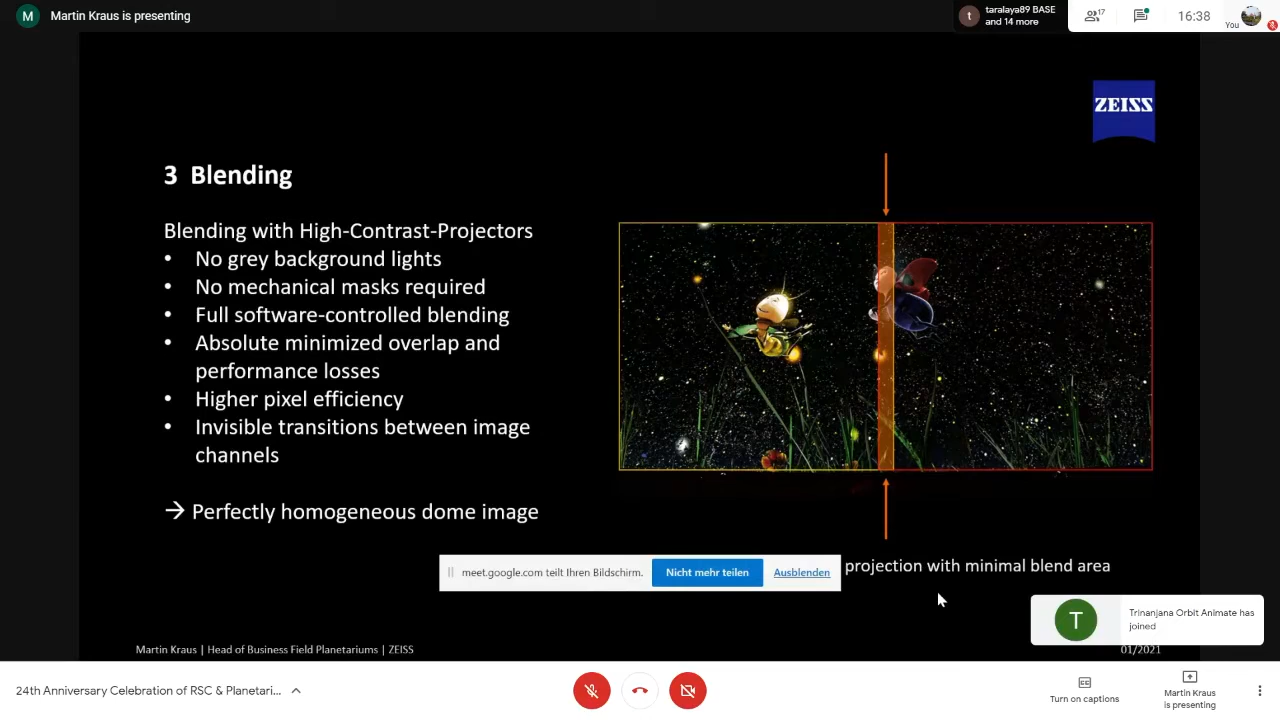 M Martin Kraus is presenting
t taralaya89 BASE
and 14 more
17
16:38
You
ZEISS
3 Blending
Blending with High-Contrast-Projectors
• No grey background lights
• No mechanical masks required
• Full software-controlled blending
• Absolute minimized overlap and
performance losses
• Higher pixel efficiency
• Invisible transitions between image
channels
→ Perfectly homogeneous dome image
meet.google.com teilt Ihren Bildschirm. Nicht mehr teilen Ausblenden
projection with minimal blend area
T Trinanjana Orbit Animate has
joined
Martin Kraus | Head of Business Field Planetariums | ZEISS
01/2021
24th Anniversary Celebration of RSC & Planetari...
Turn on captions
Martin Kraus
is presenting